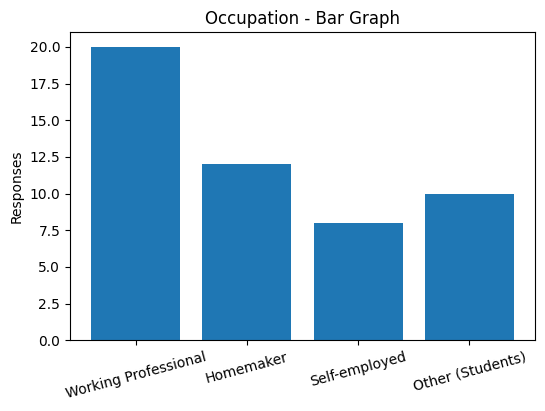 Occupation - Bar Graph
Responses
20.0
17.5
15.0
12.5
10.0
7.5
5.0
2.5
0.0
Working Professional
Homemaker
Self-employed
Other (Students)